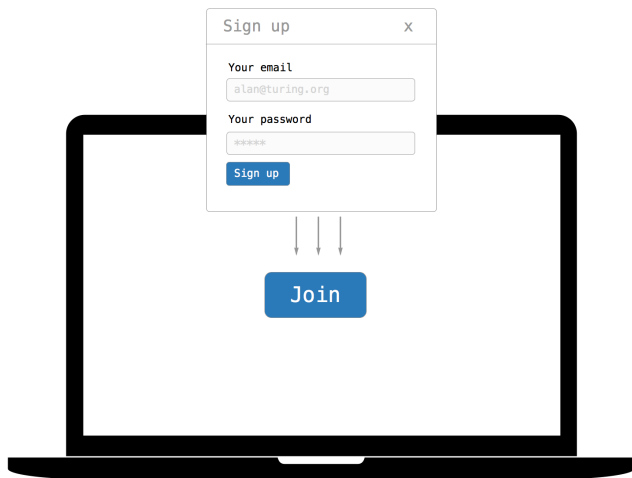 Sign up x
Your email
alan@turing.org
Your password
*****
Sign up
Join